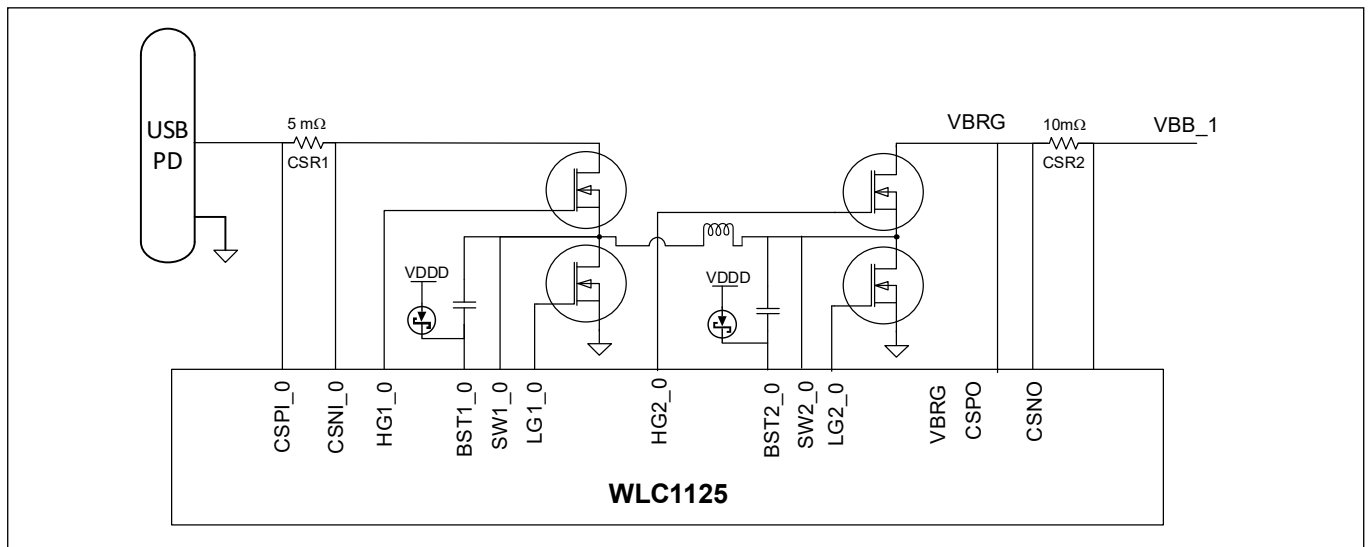 USB
PD
5 mΩ
CSR1
VBRG
10mΩ
CSR2
VBB_1
VDDD
VDDD
CSPI_0
CSNI_0
HG1_0
BST1_0
SW1_0
LG1_0
HG2_0
BST2_0
SW2_0
LG2_0
VBRG
CSPO
CSNO
WLC1125